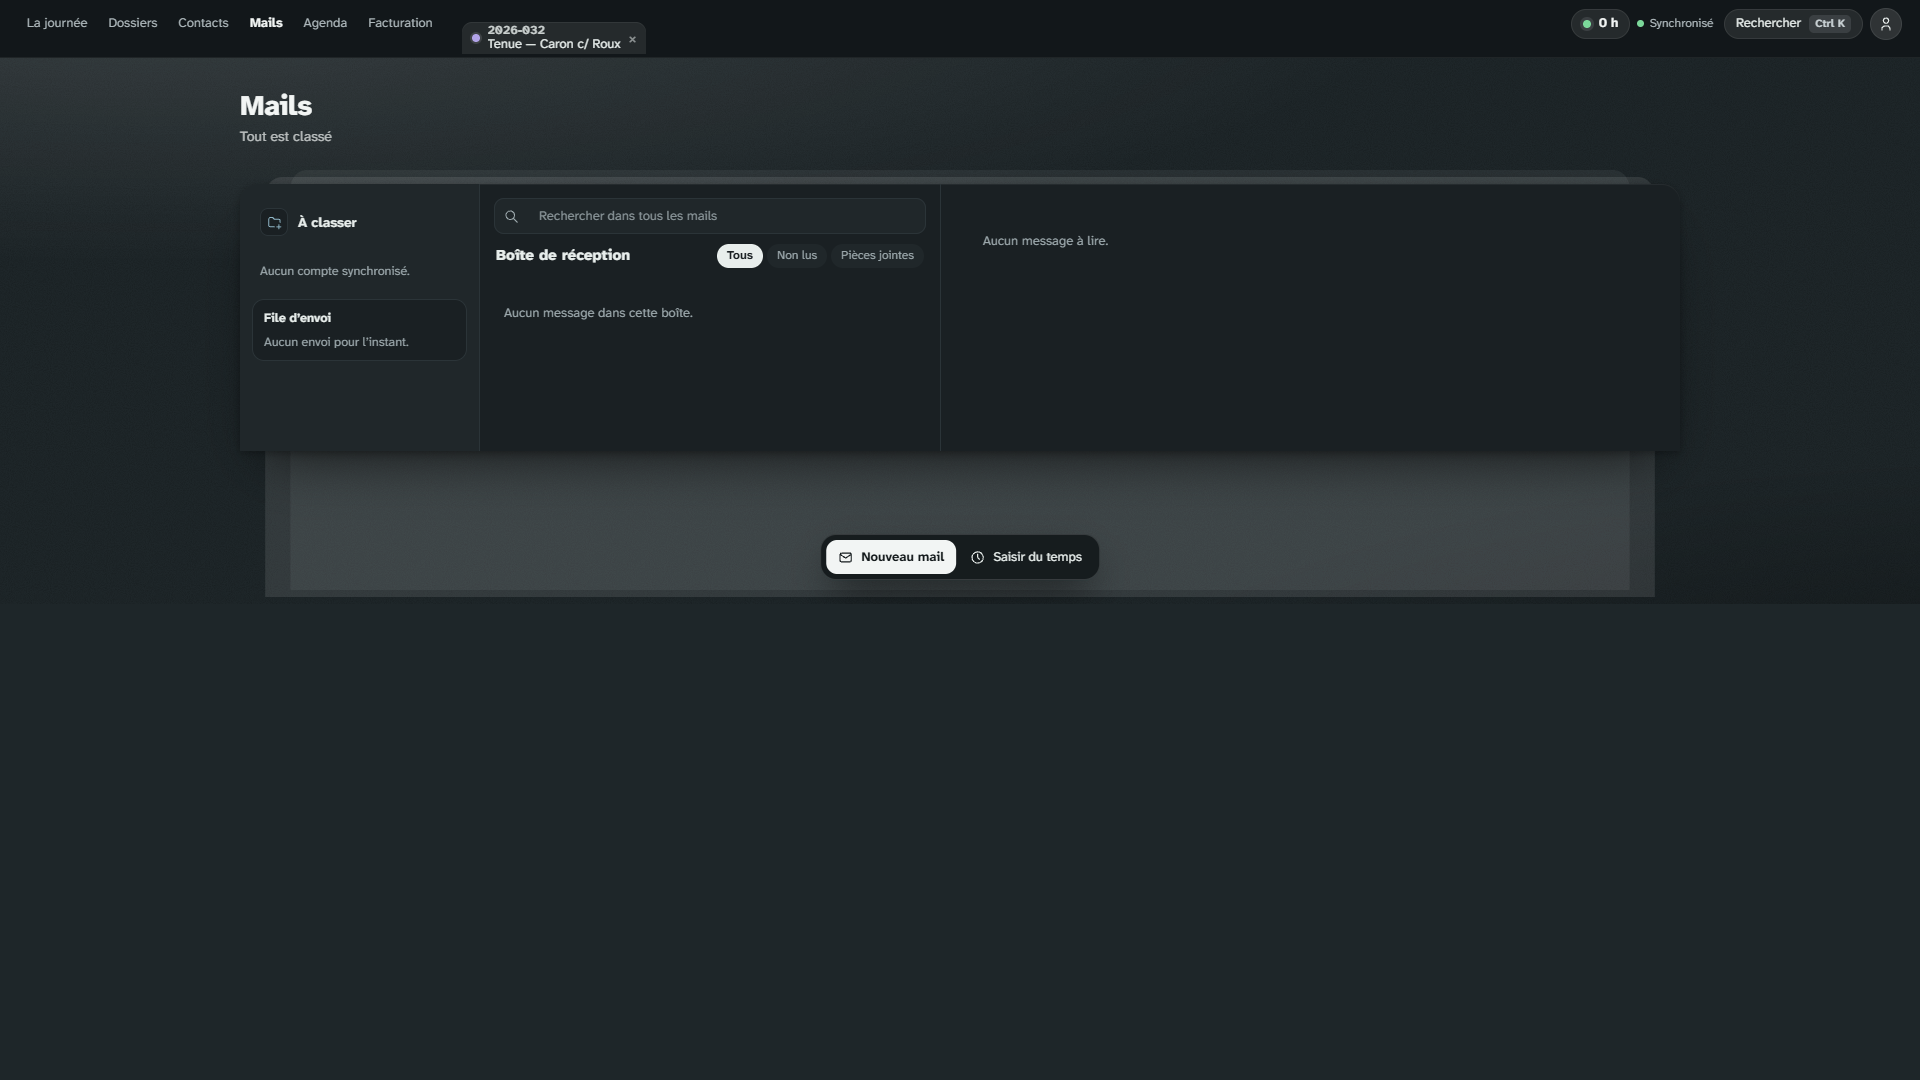 La journée
Dossiers
Contacts
Mails
Agenda
Facturation
2026-032
Tenue — Caron c/ Roux
×
0 h
Synchronisé
Rechercher
Ctrl K
Mails
Tout est classé
À classer
Aucun compte synchronisé.
File d'envoi
Aucun envoi pour l'instant.
Rechercher dans tous les mails
Boîte de réception
Tous
Non lus
Pièces jointes
Aucun message dans cette boîte.
Aucun message à lire.
Nouveau mail
Saisir du temps